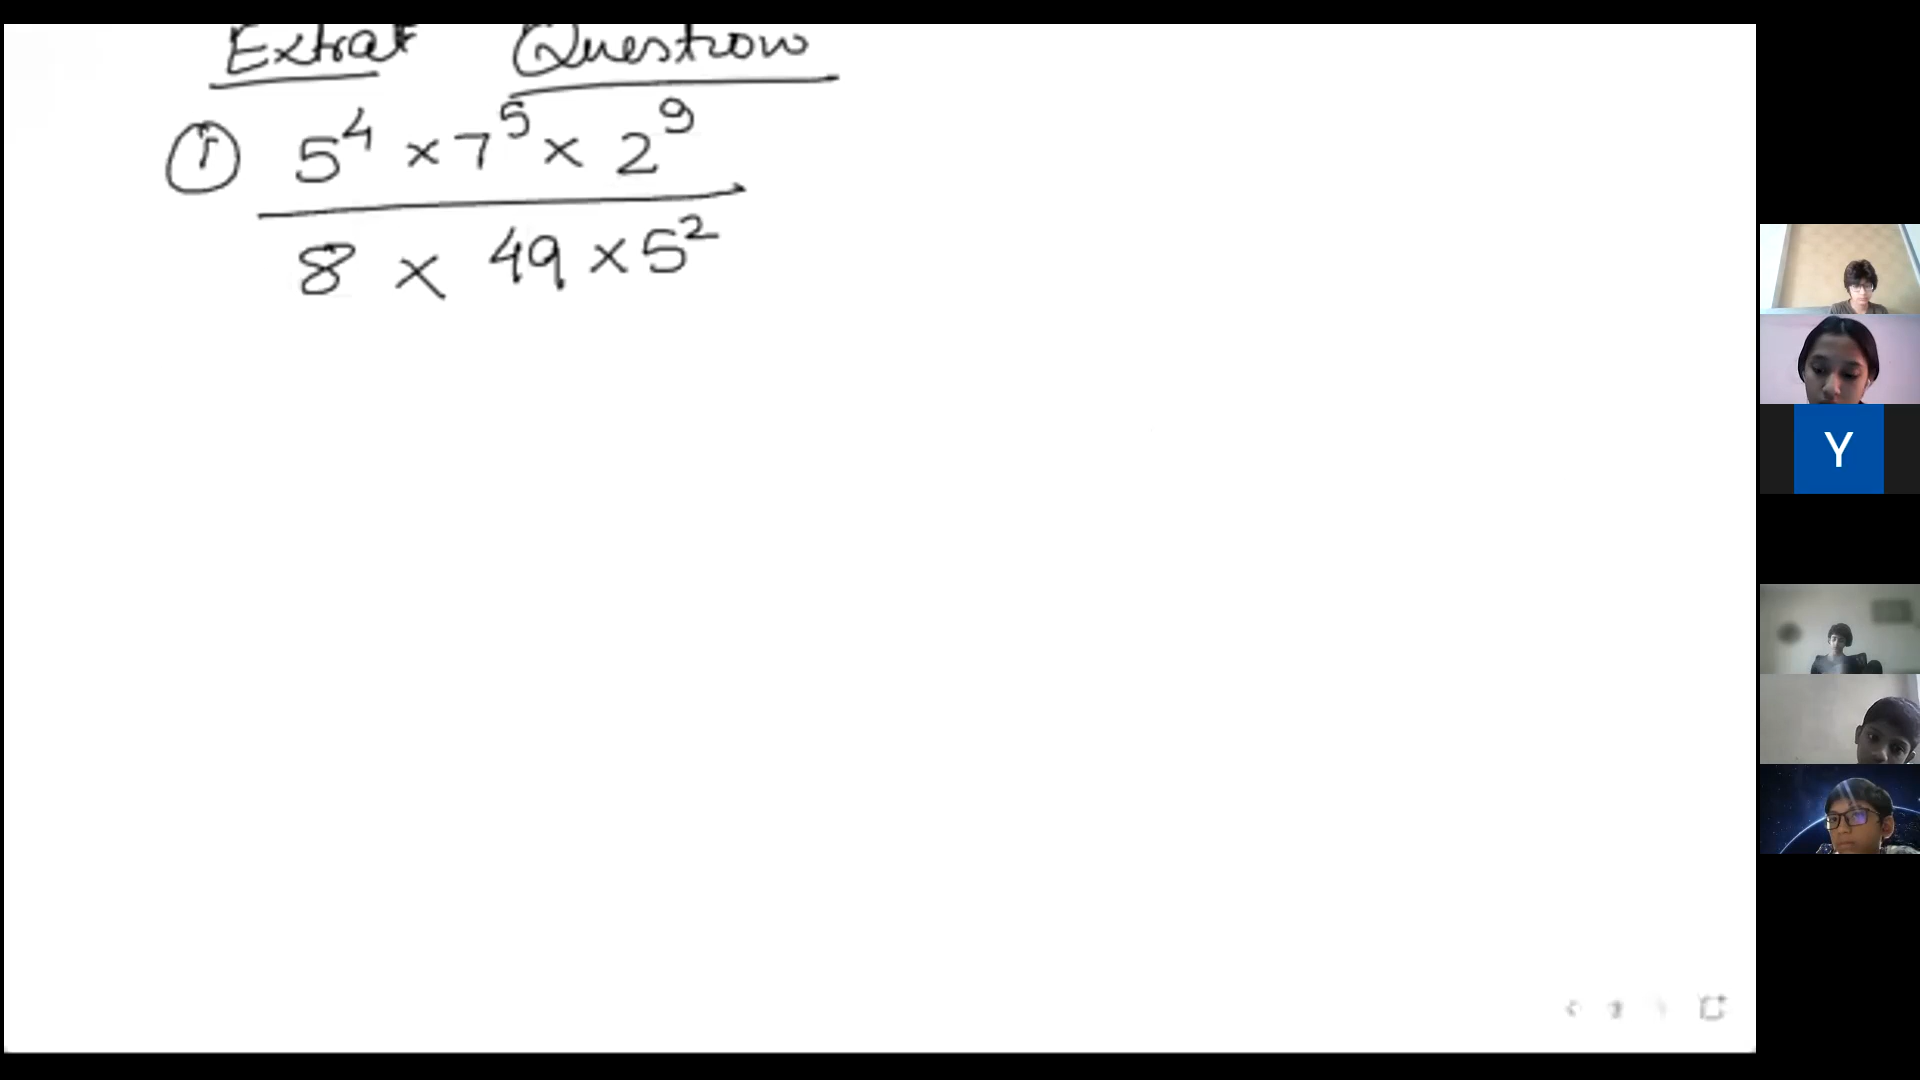 Extra Question
① 5⁴ × 7⁵ × 2⁹
8 × 49 × 5²
Y